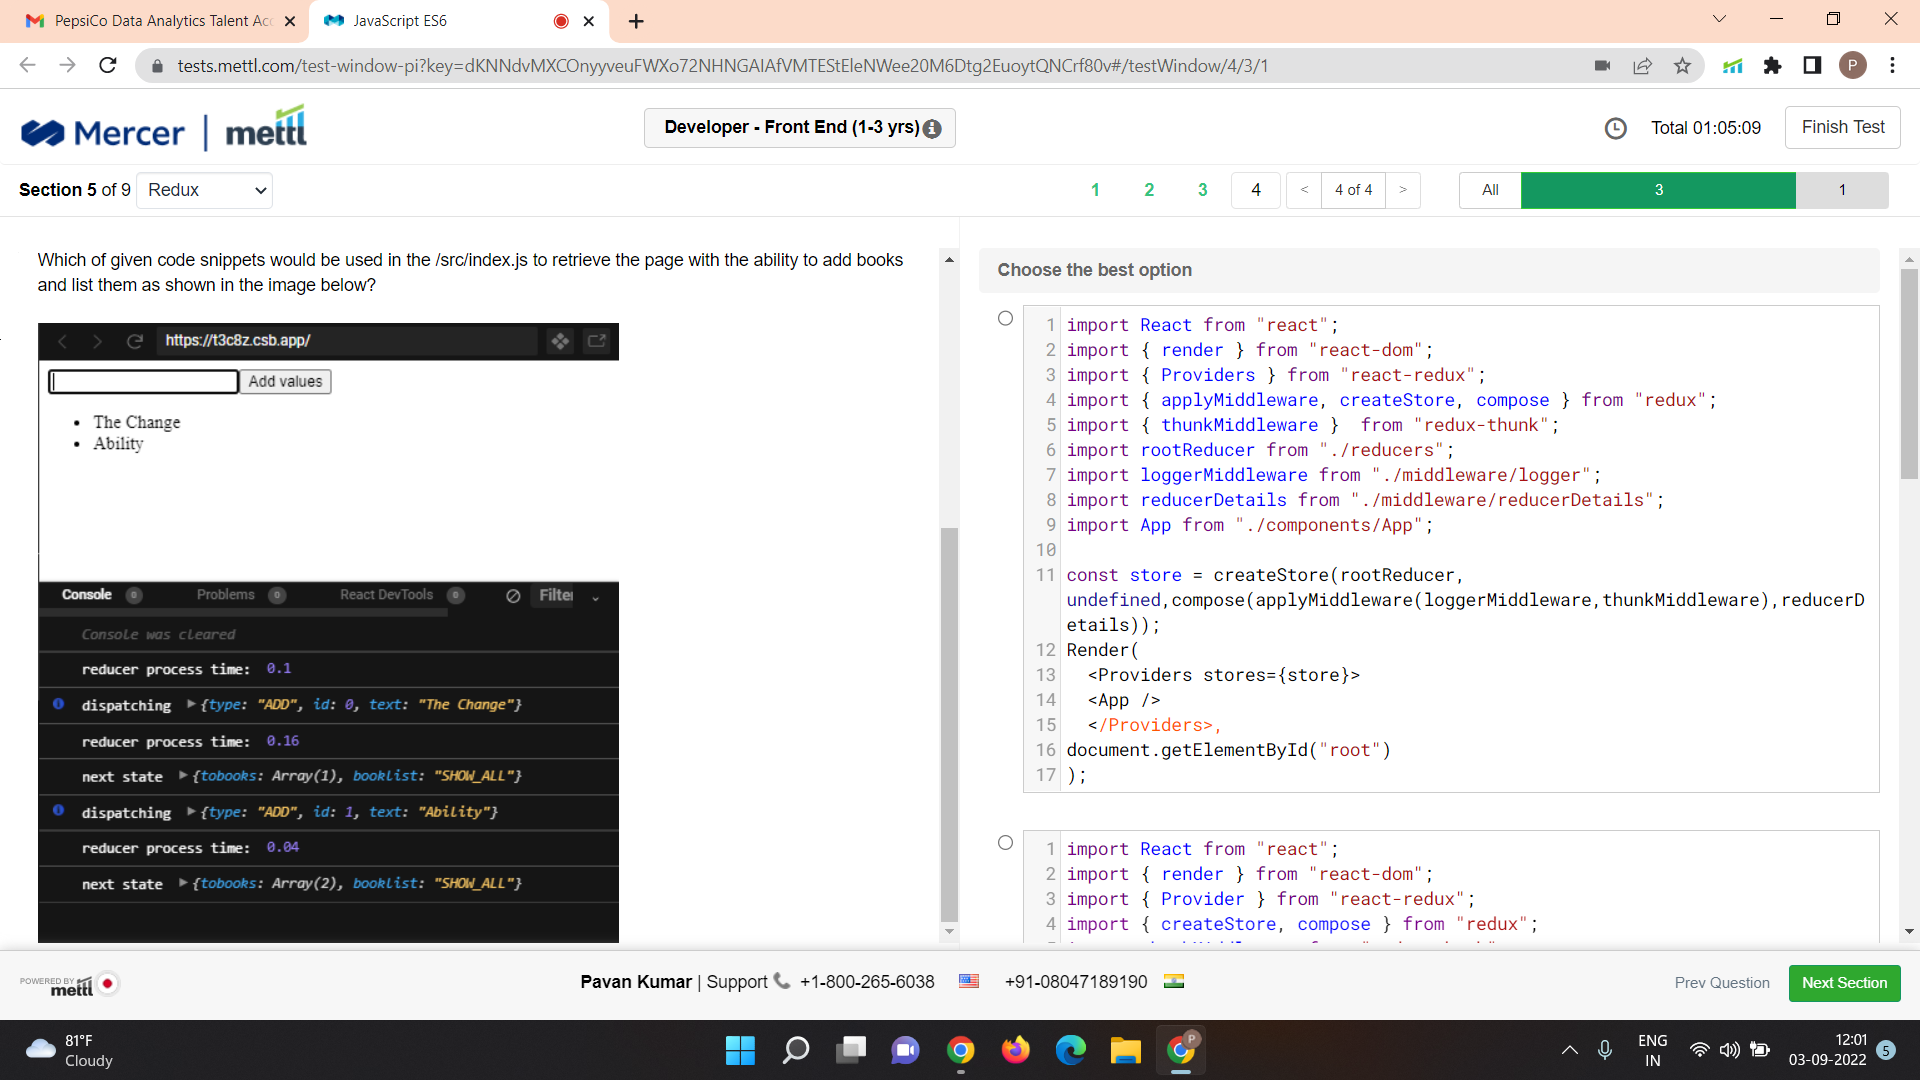 PepsiCo Data Analytics Talent Acc
JavaScript ES6
tests.mettl.com/test-window-pi?key=dKNNdvMXCOnyyveuFWXo72NHNGAIAfVMTEStEleNWee20M6Dtg2EuoytQNCrf80v#/testWindow/4/3/1
P
Mercer | mettl
Developer - Front End (1-3 yrs)
Total 01:05:09
Finish Test
Section 5 of 9
Redux
1
2
3
4
<
4 of 4
>
All
3
1
Which of given code snippets would be used in the /src/index.js to retrieve the page with the ability to add books
and list them as shown in the image below?
https://t3c8z.csb.app/
Add values
• The Change
• Ability
Console 0
Problems 0
React DevTools 0
Filter
Console was cleared
reducer process time: 0.1
dispatching ▶{type: "ADD", id: 0, text: "The Change"}
reducer process time: 0.16
next state ▶{tobooks: Array(1), booklist: "SHOW_ALL"}
dispatching ▶{type: "ADD", id: 1, text: "Ability"}
reducer process time: 0.04
next state ▶{tobooks: Array(2), booklist: "SHOW_ALL"}
Choose the best option
1 import React from "react";
2 import { render } from "react-dom";
3 import { Providers } from "react-redux";
4 import { applyMiddleware, createStore, compose } from "redux";
5 import { thunkMiddleware }  from "redux-thunk";
6 import rootReducer from "./reducers";
7 import loggerMiddleware from "./middleware/logger";
8 import reducerDetails from "./middleware/reducerDetails";
9 import App from "./components/App";
10
11 const store = createStore(rootReducer,
undefined,compose(applyMiddleware(loggerMiddleware,thunkMiddleware),reducerD
etails));
12 Render(
13   <Providers stores={store}>
14   <App />
15   </Providers>,
16 document.getElementById("root")
17 );
1 import React from "react";
2 import { render } from "react-dom";
3 import { Provider } from "react-redux";
4 import { createStore, compose } from "redux";
POWERED BY
mettl
Pavan Kumar | Support +1-800-265-6038 +91-08047189190
Prev Question
Next Section
81°F
Cloudy
P
ENG
IN
12:01
03-09-2022
5